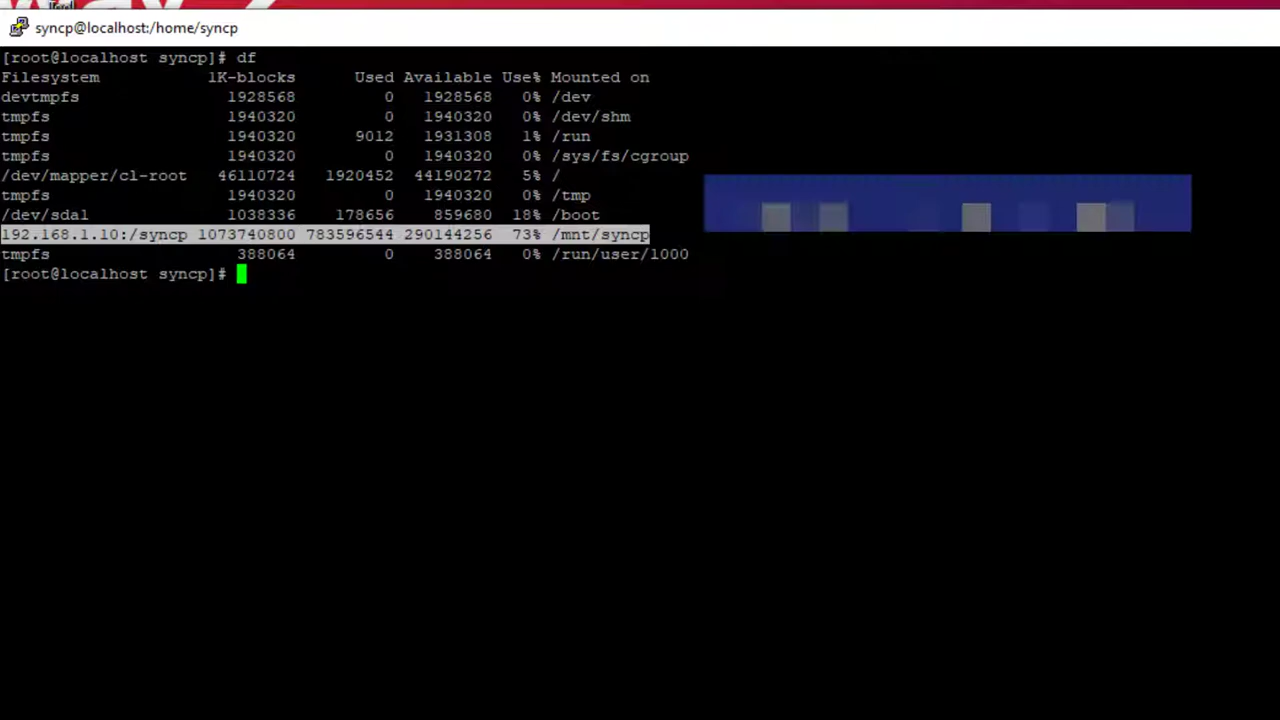 syncp@localhost:/home/syncp
[root@localhost syncp]# df
Filesystem 1K-blocks Used Available Use% Mounted on
devtmpfs 1928568 0 1928568 0% /dev
tmpfs 1940320 0 1940320 0% /dev/shm
tmpfs 1940320 9012 1931308 1% /run
tmpfs 1940320 0 1940320 0% /sys/fs/cgroup
/dev/mapper/cl-root 46110724 1920452 44190272 5% /
tmpfs 1940320 0 1940320 0% /tmp
/dev/sda1 1038336 178656 859680 18% /boot
192.168.1.10:/syncp 1073740800 783596544 290144256 73% /mnt/syncp
tmpfs 388064 0 388064 0% /run/user/1000
[root@localhost syncp]#